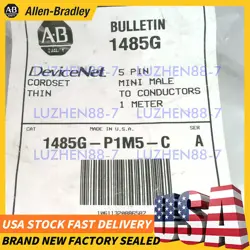 AB Allen-Bradley
AB
BULLETIN
1485G
LUZHEN88-7
DeviceNet 5 PIN
CORDSET MINI MALE
THIN TO CONDUCTORS
1 METER
LUZHEN88-7
LUZHEN88-7
CAT MADE IN U.S.A. SER
1485G-P1M5-C A
LUZHEN88-7
USA STOCK FAST DELIVERY
BRAND NEW FACTORY SEALED
USA